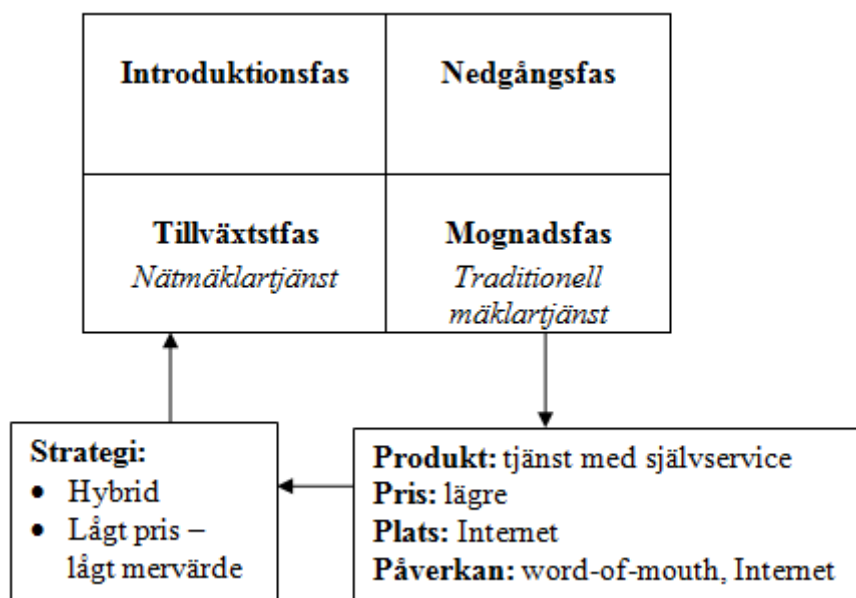 Introduktionsfas
Nedgångsfas
Tillväxtstfas
Nätmäklartjänst
Mognadsfas
Traditionell
mäklartjänst
Strategi:
• Hybrid
• Lågt pris –
lågt mervärde
Produkt: tjänst med självservice
Pris: lägre
Plats: Internet
Påverkan: word-of-mouth, Internet